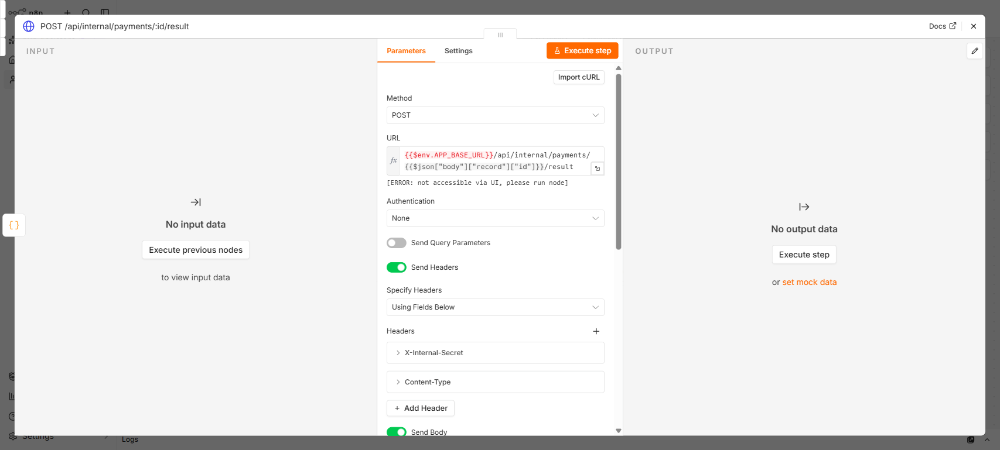 n8n
POST /api/internal/payments/:id/result
Docs
INPUT
No input data
Execute previous nodes
to view input data
Parameters
Settings
Execute step
Import cURL
Method
POST
URL
fx
{{$env.APP_BASE_URL}}/api/internal/payments/
{{$json["body"]["record"]["id"]}}/result
[ERROR: not accessible via UI, please run node]
Authentication
None
Send Query Parameters
Send Headers
Specify Headers
Using Fields Below
Headers
X-Internal-Secret
Content-Type
+ Add Header
Send Body
OUTPUT
No output data
Execute step
or set mock data
Settings
Logs